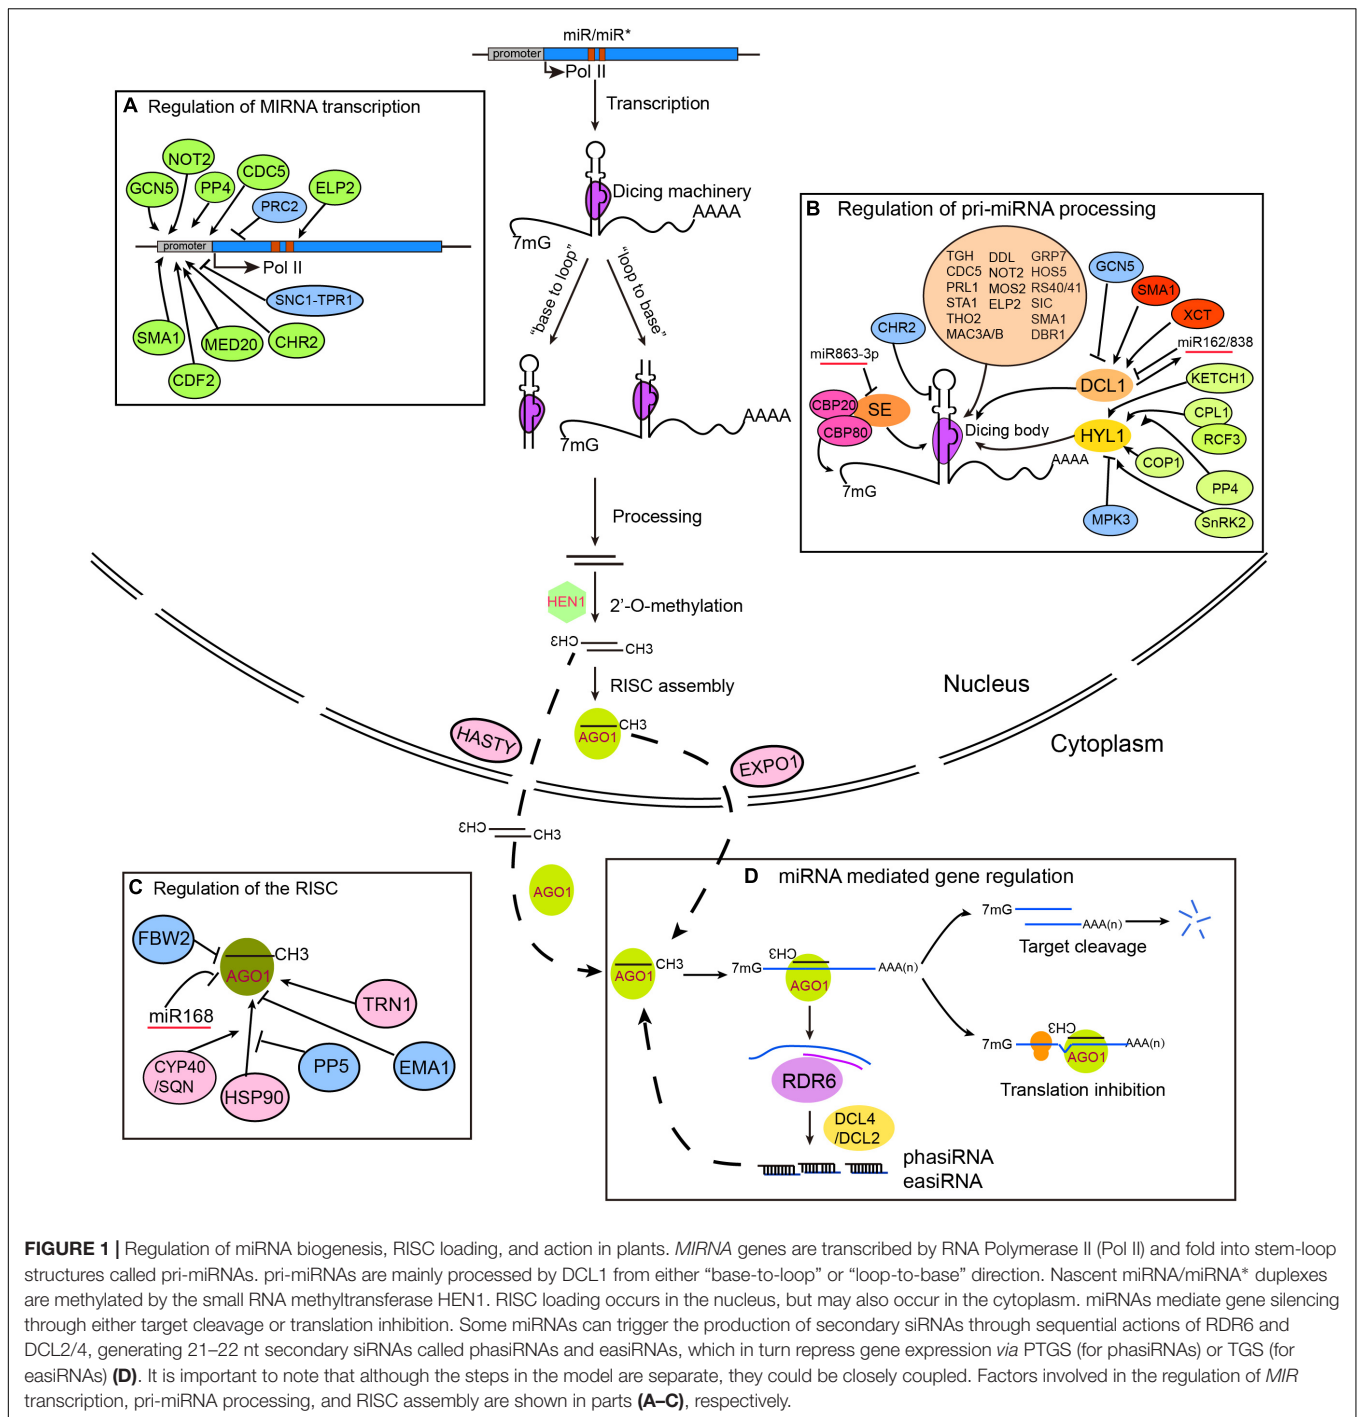 miR/miR*
promoter
Pol II
Transcription
Dicing machinery
AAAA
7mG
“base to loop”
“loop to base”
AAAA
7mG
Processing
HEN1
2’-O-methylation
CH3
CH3
RISC assembly
CH3
AGO1
Nucleus
Cytoplasm
HASTY
EXPO1
CH3
CH3
AGO1
A Regulation of MIRNA transcription
NOT2
CDC5
GCN5
PP4
ELP2
PRC2
promoter
Pol II
SNC1-TPR1
SMA1
MED20
CHR2
CDF2
B Regulation of pri-miRNA processing
TGH DDL GRP7
CDC5 NOT2 HOS5
PRL1 MOS2 RS40/41
STA1 ELP2 SIC
THO2 SMA1
MAC3A/B DBR1
GCN5
SMA1
XCT
CHR2
miR863-3p
miR162/838
DCL1
KETCH1
CBP20
SE
CPL1
CBP80
Dicing body
HYL1
RCF3
AAAA
COP1
7mG
PP4
MPK3
SnRK2
C Regulation of the RISC
FBW2
CH3
AGO1
TRN1
miR168
CYP40
/SQN
PP5
EMA1
HSP90
D miRNA mediated gene regulation
7mG
AAA(n)
Target cleavage
CH3
AGO1
7mG
CH3
AAA(n)
AGO1
7mG
CH3
AAA(n)
AGO1
Translation inhibition
RDR6
DCL4
/DCL2
phasiRNA
easiRNA
FIGURE 1 | Regulation of miRNA biogenesis, RISC loading, and action in plants. MIRNA genes are transcribed by RNA Polymerase II (Pol II) and fold into stem-loop
structures called pri-miRNAs. pri-miRNAs are mainly processed by DCL1 from either “base-to-loop” or “loop-to-base” direction. Nascent miRNA/miRNA* duplexes
are methylated by the small RNA methyltransferase HEN1. RISC loading occurs in the nucleus, but may also occur in the cytoplasm. miRNAs mediate gene silencing
through either target cleavage or translation inhibition. Some miRNAs can trigger the production of secondary siRNAs through sequential actions of RDR6 and
DCL2/4, generating 21–22 nt secondary siRNAs called phasiRNAs and easiRNAs, which in turn repress gene expression via PTGS (for phasiRNAs) or TGS (for
easiRNAs) (D). It is important to note that although the steps in the model are separate, they could be closely coupled. Factors involved in the regulation of MIR
transcription, pri-miRNA processing, and RISC assembly are shown in parts (A–C), respectively.